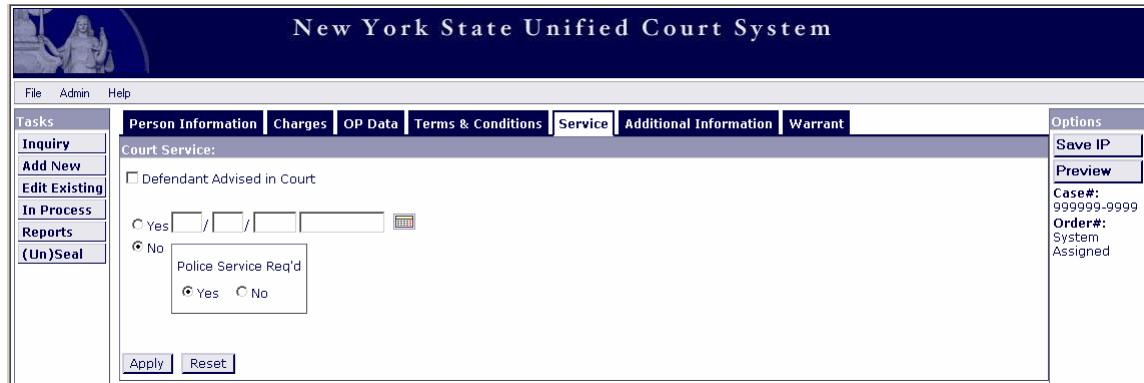 New York State Unified Court System
File Admin Help
Tasks
Inquiry
Add New
Edit Existing
In Process
Reports
(Un)Seal
Person Information Charges OP Data Terms & Conditions Service Additional Information Warrant
Court Service:
Defendant Advised in Court
Yes / /
No
Police Service Req'd
Yes No
Apply Reset
Options
Save IP
Preview
Case#:
999999-9999
Order#:
System
Assigned